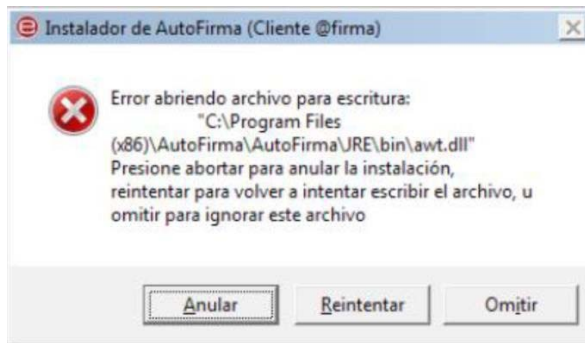 Instalador de AutoFirma (Cliente @firma)
Error abriendo archivo para escritura:
"C:\Program Files
(x86)\AutoFirma\AutoFirma\JRE\bin\awt.dll"
Presione abortar para anular la instalación,
reintentar para volver a intentar escribir el archivo, u
omitir para ignorar este archivo
Anular Reintentar Omitir